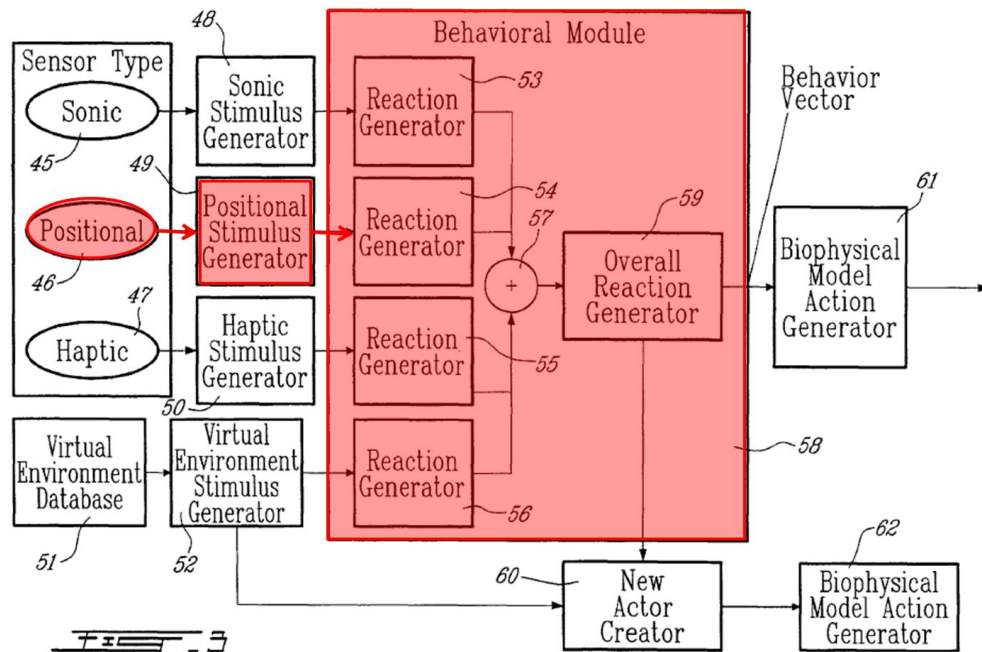 48
Behavioral Module
Sensor Type
Sonic
45
Sonic
Stimulus
Generator
Reaction
Generator
53
Behavior
Vector
49
Positional
46
Positional
Stimulus
Generator
Reaction
Generator
54
57
+
59
Overall
Reaction
Generator
61
Biophysical
Model
Action
Generator
47
Haptic
Haptic
Stimulus
Generator
50
Reaction
Generator
55
58
Virtual
Environment
Database
51
Virtual
Environment
Stimulus
Generator
52
Reaction
Generator
56
60
New
Actor
Creator
62
Biophysical
Model Action
Generator